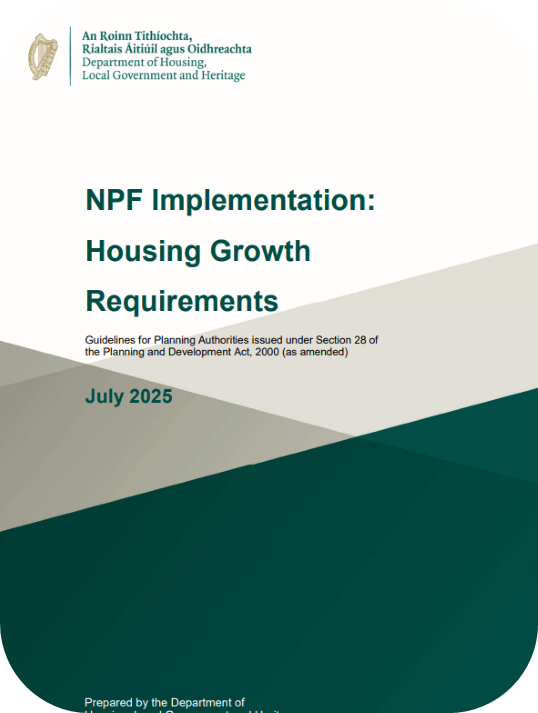 An Roinn Tithíochta,
Rialtais Áitiúil agus Oidhreachta
Department of Housing,
Local Government and Heritage
NPF Implementation:
Housing Growth
Requirements
Guidelines for Planning Authorities issued under Section 28 of
the Planning and Development Act, 2000 (as amended)
July 2025
Prepared by the Department of